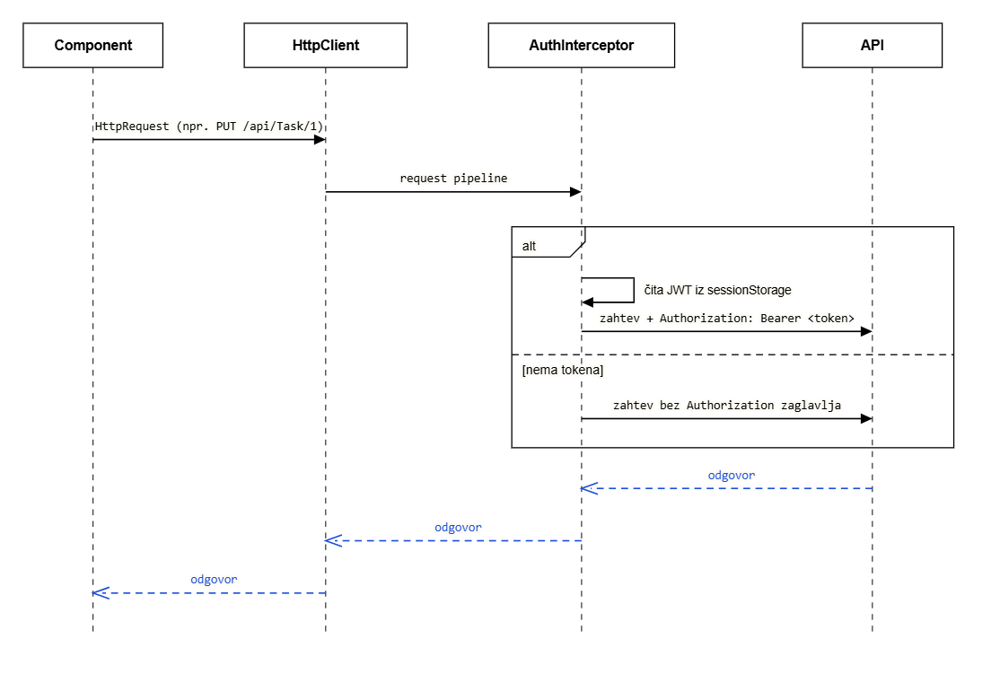 Component
HttpClient
AuthInterceptor
API
HttpRequest (npr. PUT /api/Task/1)
request pipeline
alt
čita JWT iz sessionStorage
zahtev + Authorization: Bearer <token>
[nema tokena]
zahtev bez Authorization zaglavlja
odgovor
odgovor
odgovor